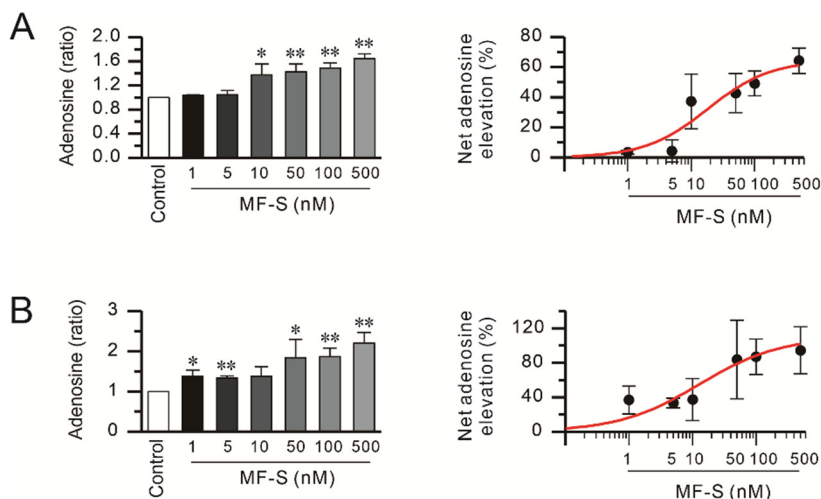 A
Adenosine (ratio)
2.0
1.6
1.2
0.8
0.4
0.0
* ** ** **
Control
1 5 10 50 100 500
MF-S (nM)
Net adenosine
elevation (%)
80
60
40
20
0
1 5 10 50 100 500
MF-S (nM)
B
Adenosine (ratio)
3
2
1
0
* ** * ** **
Control
1 5 10 50 100 500
MF-S (nM)
Net adenosine
elevation (%)
120
80
40
0
1 5 10 50 100 500
MF-S (nM)